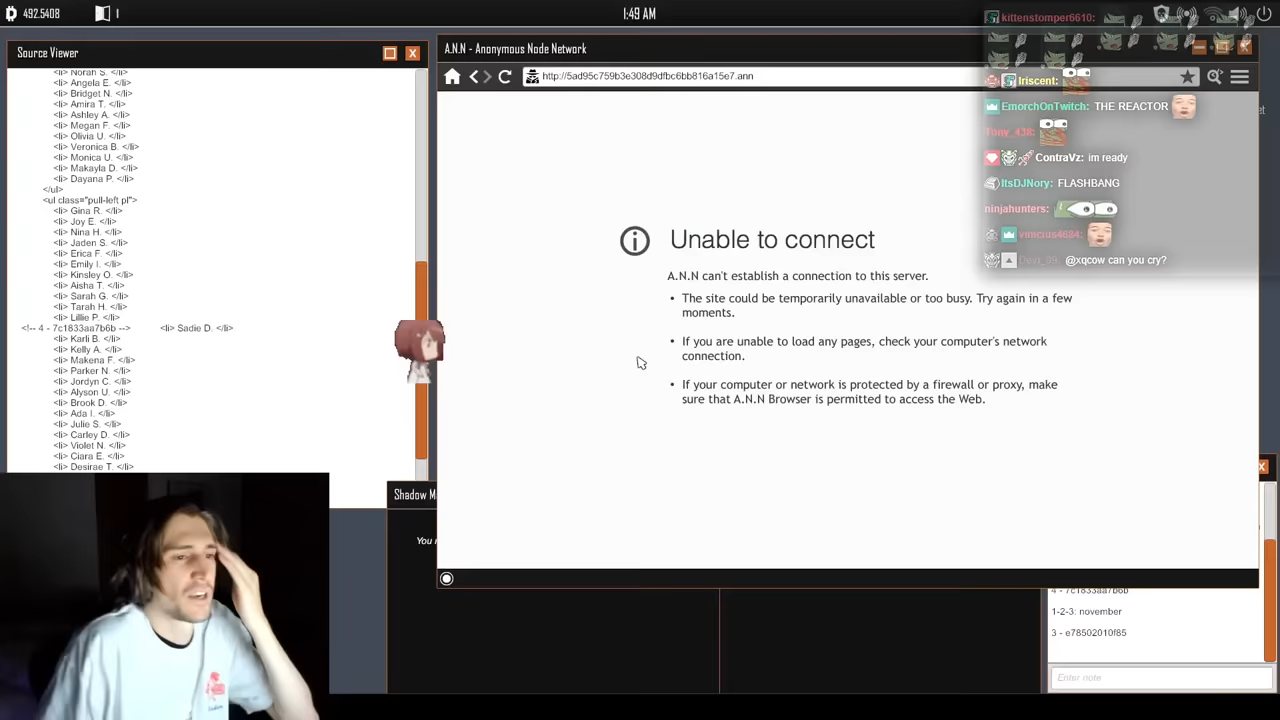 492.5408
1
1:49 AM
kittenstomper6610:
Iriscent:
EmorchOnTwitch: THE REACTOR
Tony_438:
ContraVz: im ready
ItsDJNory: FLASHBANG
ninjahunters:
vinicius4684:
@xqcow can you cry?
Source Viewer
<li> Norah S. </li>
<li> Angela E. </li>
<li> Bridget N. </li>
<li> Amira T. </li>
<li> Ashley A. </li>
<li> Megan F. </li>
<li> Olivia U. </li>
<li> Veronica B. </li>
<li> Monica U. </li>
<li> Makayla D. </li>
<li> Dayana P. </li>
</ul>
<ul class="pull-left pl">
<li> Gina R. </li>
<li> Joy E. </li>
<li> Nina H. </li>
<li> Jaden S. </li>
<li> Erica F. </li>
<li> Emily I. </li>
<li> Kinsley O. </li>
<li> Aisha T. </li>
<li> Sarah G. </li>
<li> Tarah H. </li>
<li> Lillie P. </li>
<!-- 4 - 7c1833aa7b6b --> <li> Sadie D. </li>
<li> Karli B. </li>
<li> Kelly A. </li>
<li> Makena F. </li>
<li> Parker N. </li>
<li> Jordyn C. </li>
<li> Alyson U. </li>
<li> Brook D. </li>
<li> Ada I. </li>
<li> Julie S. </li>
<li> Carley D. </li>
<li> Violet N. </li>
<li> Ciara E. </li>
<li> Desirae T. </li>
A.N.N - Anonymous Node Network
http://5ad95c759b3e308d9dfbc6bb816a15e7.ann
Unable to connect
A.N.N can't establish a connection to this server.
• The site could be temporarily unavailable or too busy. Try again in a few
moments.
• If you are unable to load any pages, check your computer's network
connection.
• If your computer or network is protected by a firewall or proxy, make
sure that A.N.N Browser is permitted to access the Web.
Shadow M
You
4 - 7c1833aa7b6b
1-2-3: november
3 - e78502010f85
Enter note